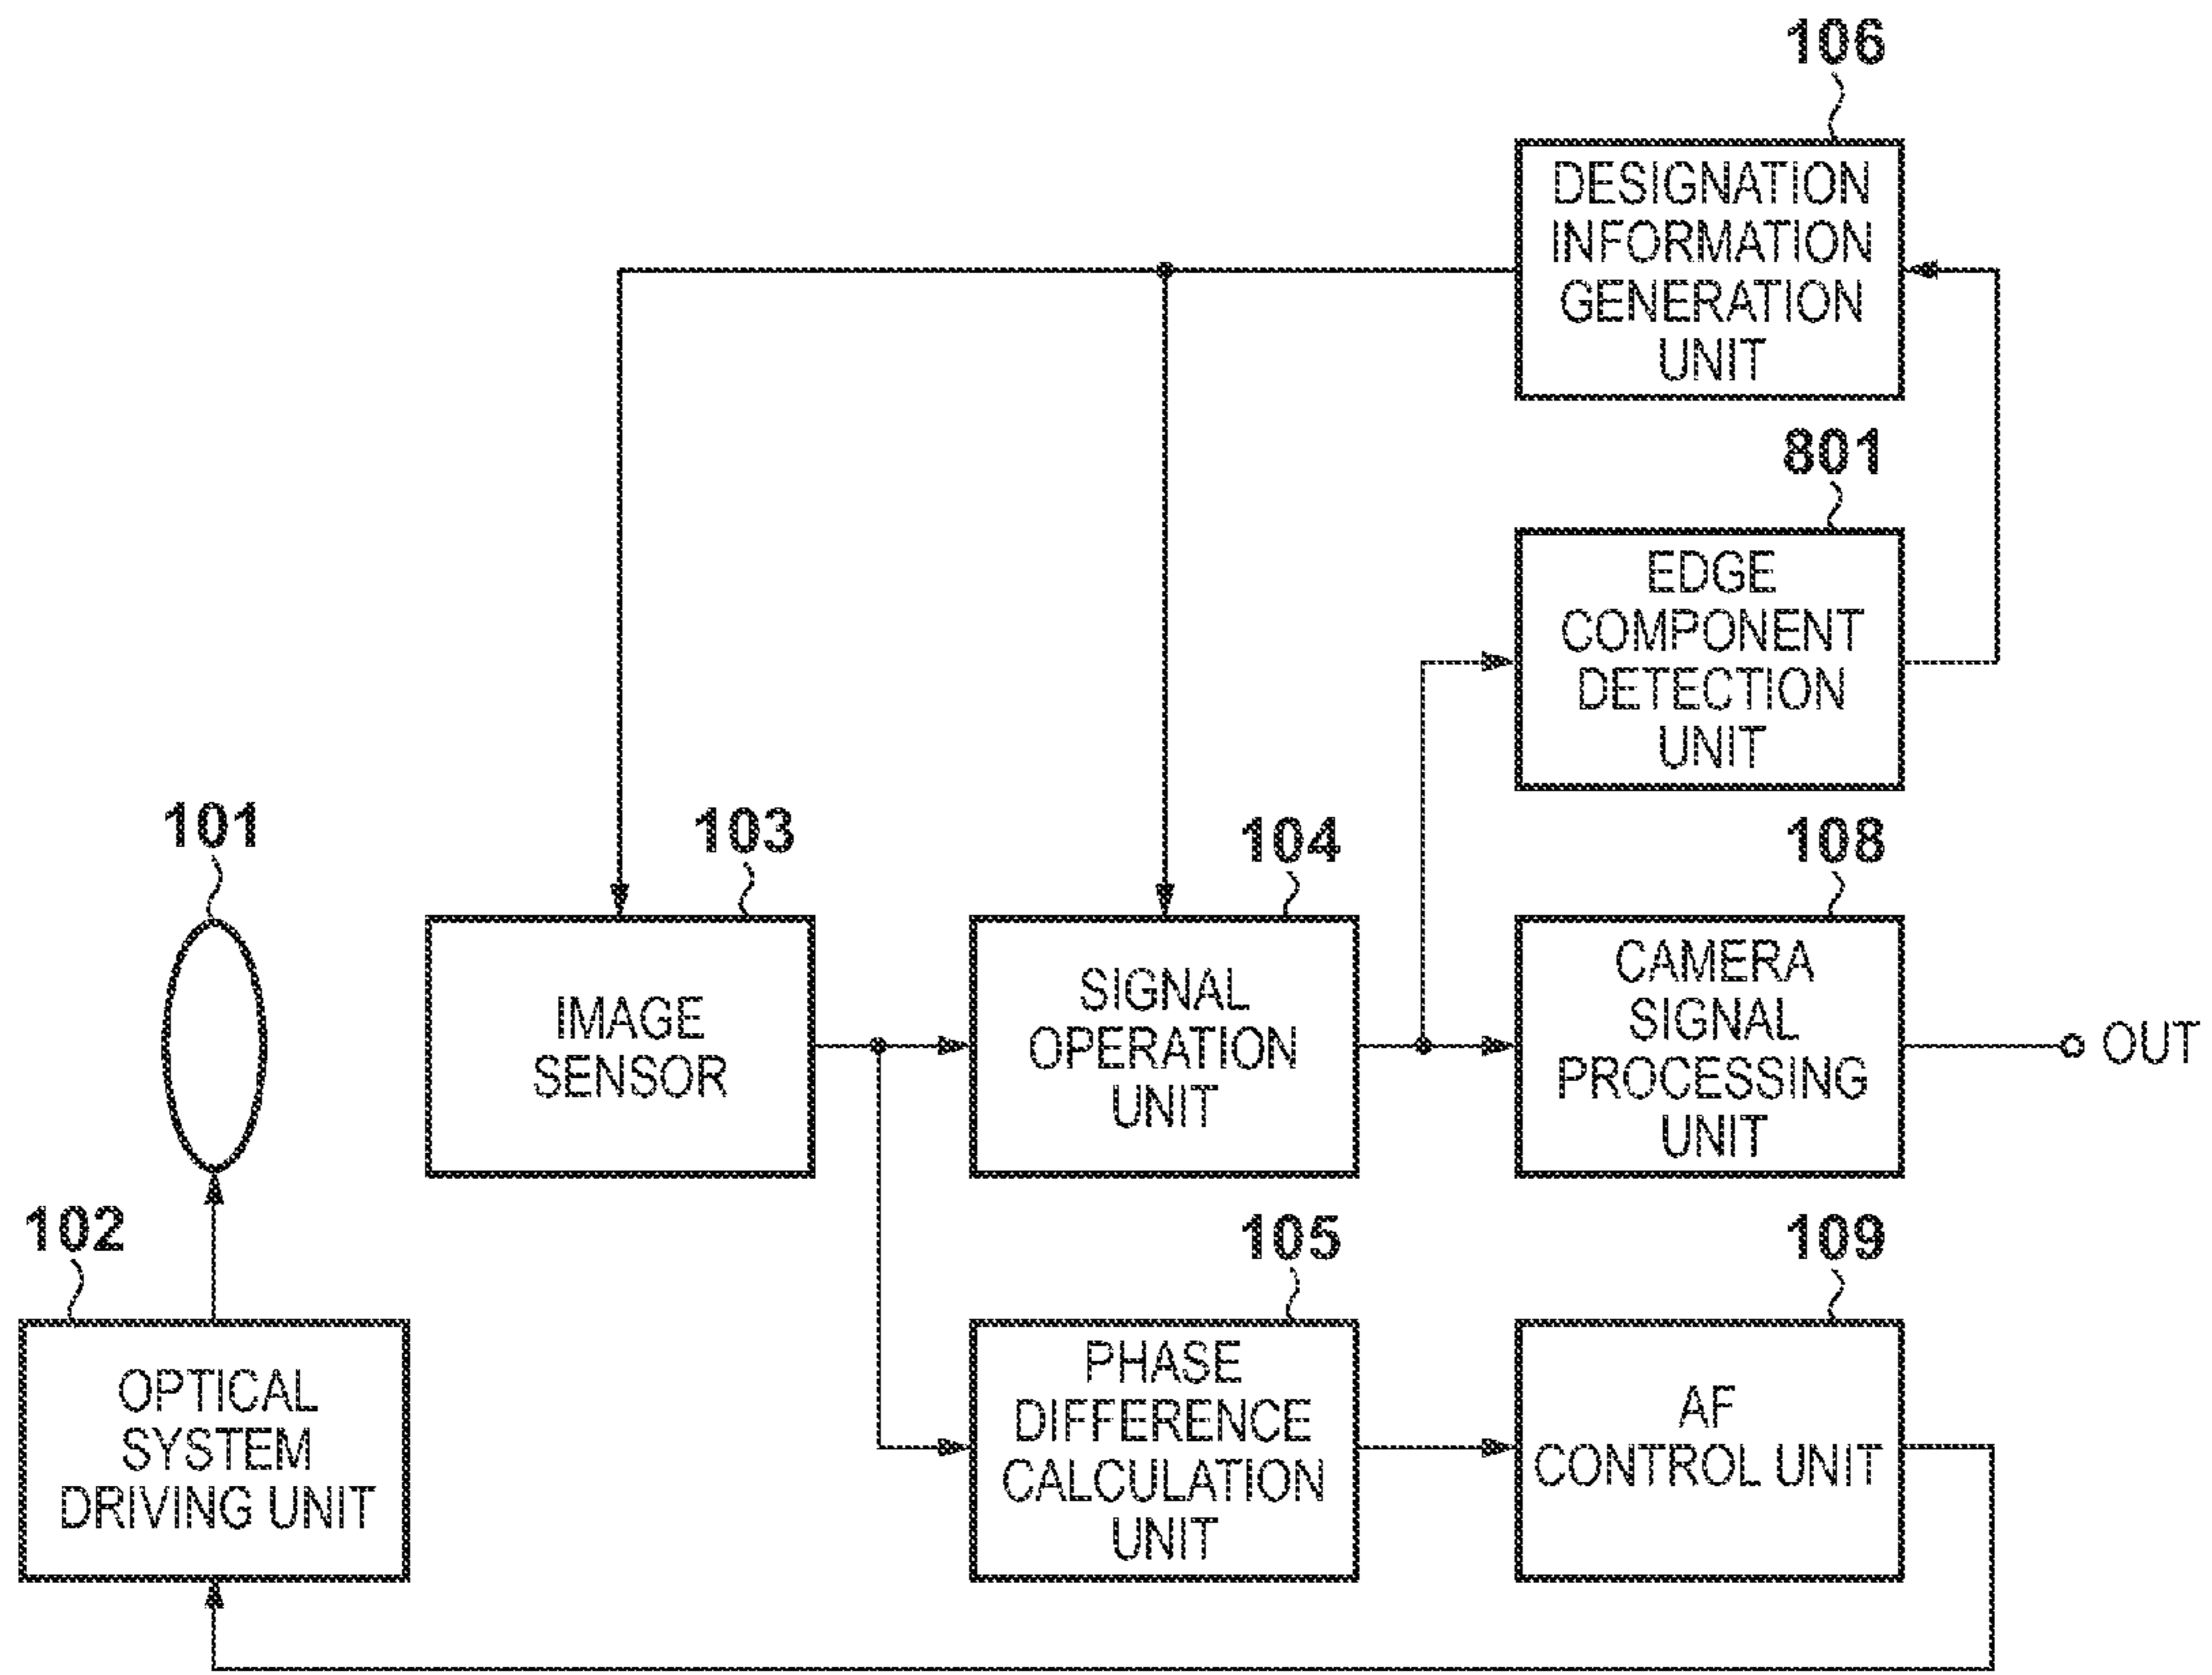 106
DESIGNATION
INFORMATION
GENERATION
UNIT
801
EDGE
COMPONENT
DETECTION
UNIT
101
103
IMAGE
SENSOR
104
SIGNAL
OPERATION
UNIT
108
CAMERA
SIGNAL
PROCESSING
UNIT
OUT
102
OPTICAL
SYSTEM
DRIVING UNIT
105
PHASE
DIFFERENCE
CALCULATION
UNIT
109
AF
CONTROL UNIT